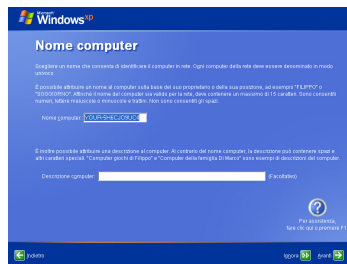 Microsoft
Windows xp
Nome computer
Scegliere un nome che consenta di identificare il computer in rete. Ogni computer della rete deve essere denominato in modo
univoco.
È possibile attribuire un nome al computer sulla base del suo proprietario o della sua posizione, ad esempio "FILIPPO" o
"SOGGIORNO". Affinché il nome del computer sia valido per la rete, deve contenere un massimo di 15 caratteri. Sono consentiti
numeri, lettere maiuscole o minuscole e trattini. Non sono consentiti gli spazi.
Nome computer:
È inoltre possibile attribuire una descrizione al computer. Al contrario del nome computer, la descrizione può contenere spazi e
altri caratteri speciali. "Computer giochi di Filippo" e "Computer della famiglia Di Marco" sono esempi di descrizioni del computer.
Descrizione computer:
(Facoltativo)
Per assistenza,
fare clic qui o premere F1
Indietro
Ignora
Avanti